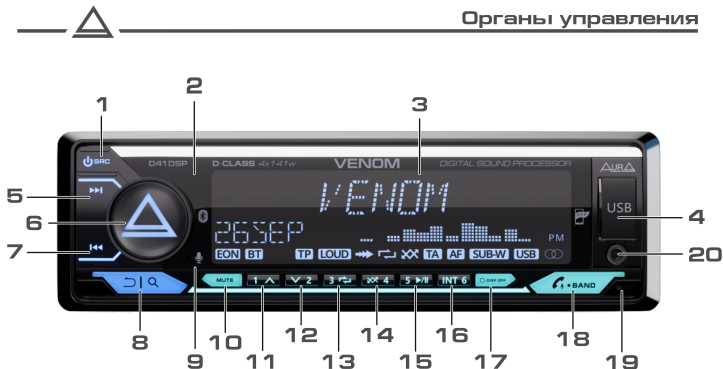 Органы управления
1
2
3
SRC
D41DSP D-CLASS 4x141w VENOM DIGITAL SOUND PROCESSOR
AURA
5
VENOM
6
USB
4
26SEP
PM
7
EON BT TP LOUD TA AF SUB-W USB
20
MUTE 1 2 3 4 5 INT 6 DISP OFF BAND
8
9
10
11
12
13
14
15
16
17
18
19